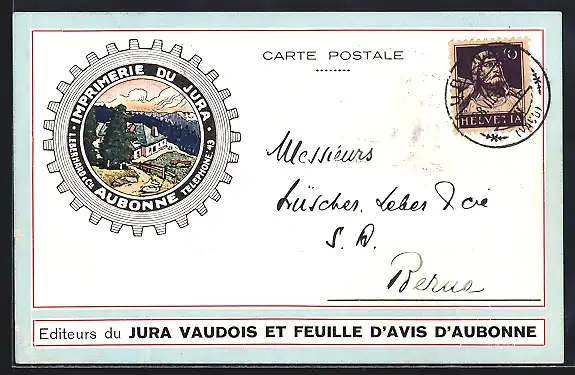 CARTE POSTALE
10
HELVETIA
IMPRIMERIE DU JURA
AUBONNE
TELEPHONE 43
Messieurs
Lüscher, Leber & cie
S. A.
Berne
Editeurs du JURA VAUDOIS ET FEUILLE D'AVIS D'AUBONNE